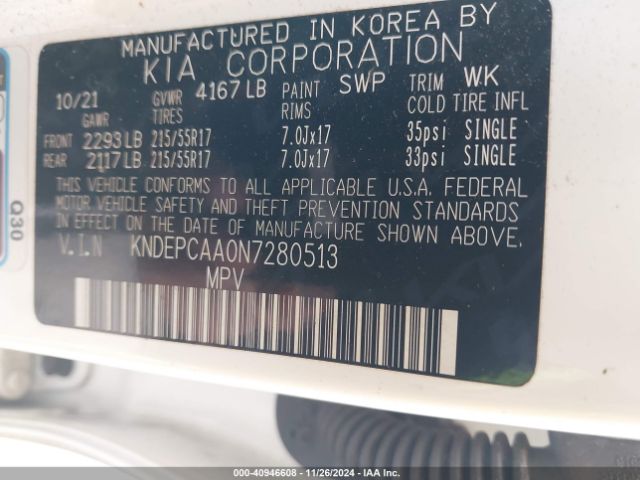 MANUFACTURED IN KOREA BY
KIA CORPORATION
10/21 GVWR 4167 LB PAINT SWP TRIM WK
GAWR TIRES RIMS COLD TIRE INFL
FRONT 2293 LB 215/55R17 7.0Jx17 35psi SINGLE
REAR 2117 LB 215/55R17 7.0Jx17 33psi SINGLE
THIS VEHICLE CONFORMS TO ALL APPLICABLE U.S.A. FEDERAL
MOTOR VEHICLE SAFETY AND THEFT PREVENTION STANDARDS
IN EFFECT ON THE DATE OF MANUFACTURE SHOWN ABOVE.
V.I.N KNDEPCAA0N7280513
MPV
Q30
000-40946608 - 11/26/2024 - IAA Inc.